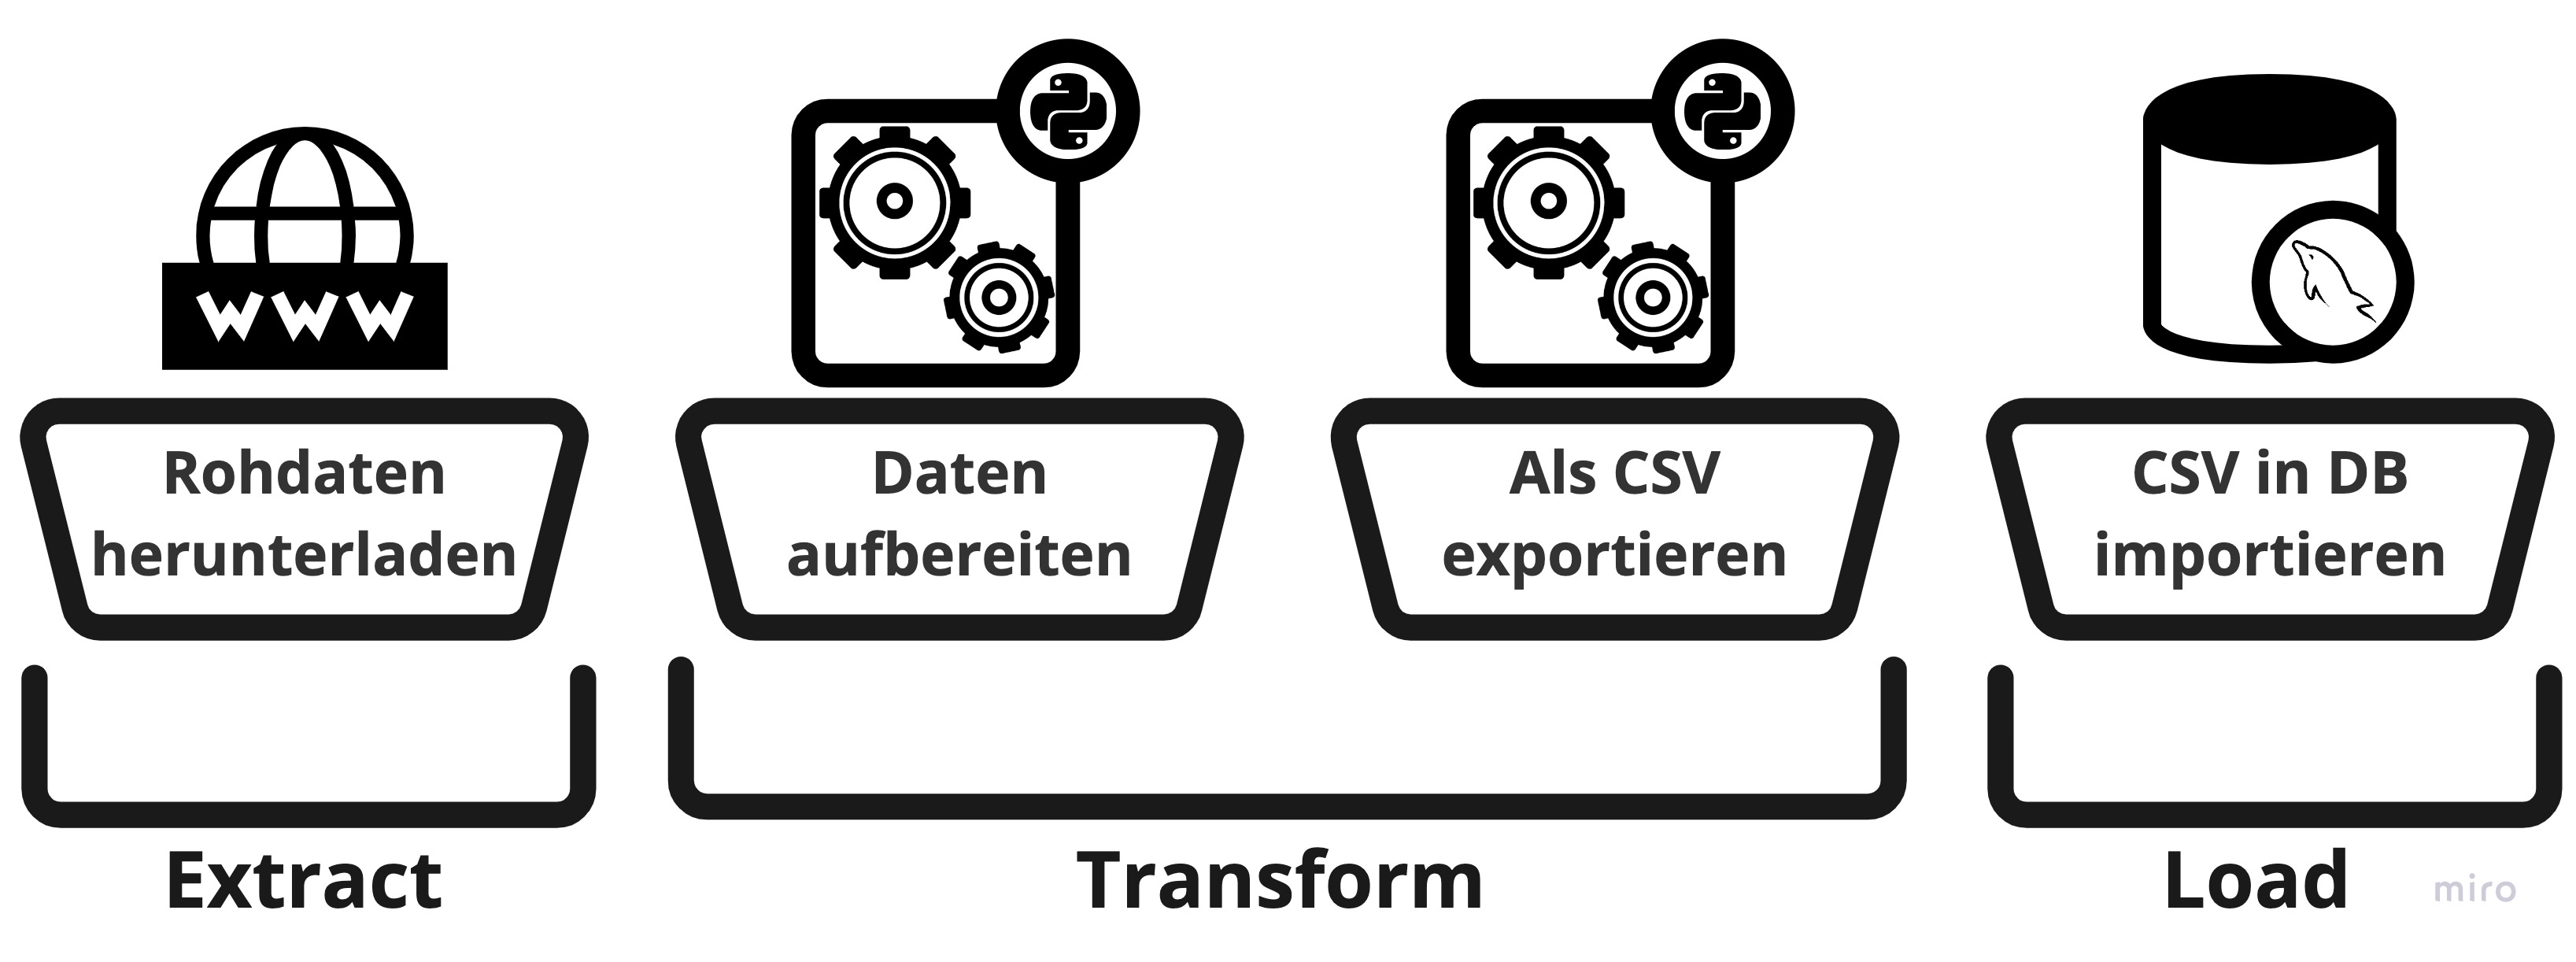 WWW
Rohdaten
herunterladen
Daten
aufbereiten
Als CSV
exportieren
CSV in DB
importieren
Extract
Transform
Load
miro